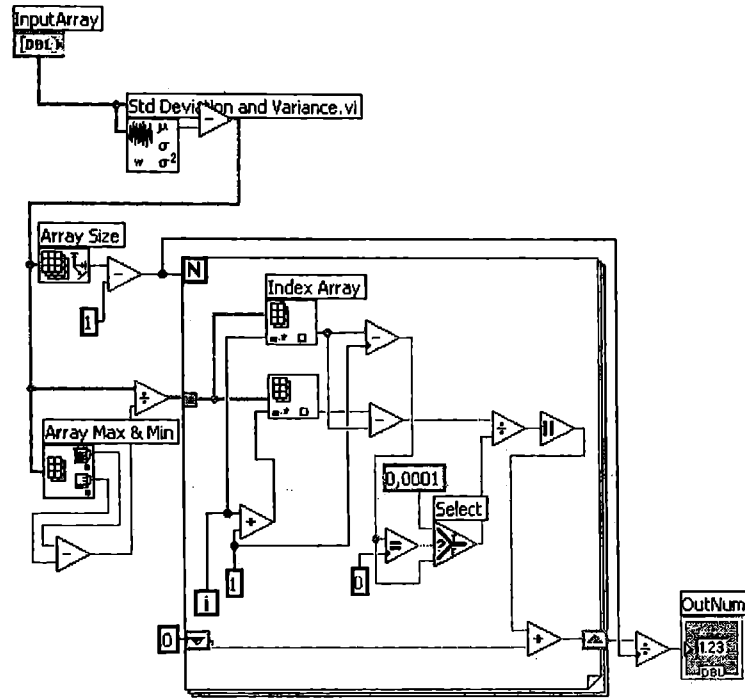 InputArray
[DBL]
Std Deviation and Variance.vi
μ
σ
w σ²
Array Size
1
N
Index Array
Array Max & Min
0,0001
Select
?
i
1
0
0
OutNum
1.23
DBL